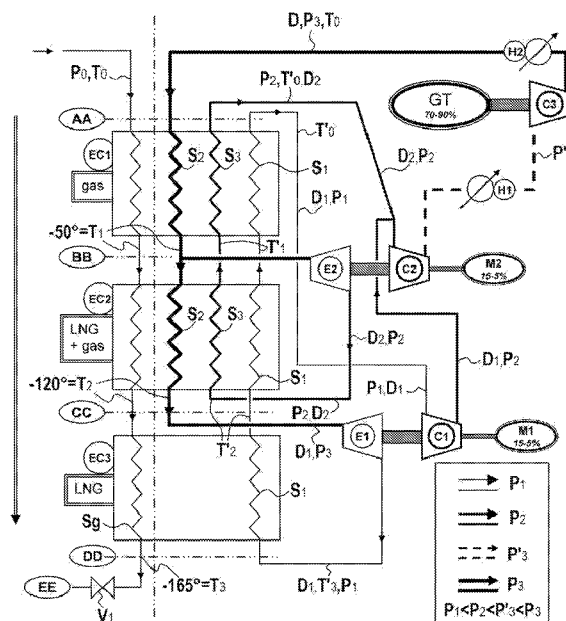 D,P3,T0
H2
P0,T0
P2,T'0,D2
GT
70-90%
C3
AA
T'0
P'3
EC1
S2
S3
S1
D2,P2
gas
D1,P1
H1
-50°=T1
T'1
BB
E2
C2
M2
15-5%
EC2
S2
S3
LNG
+ gas
D2,P2
S1
P1,D1
D1,P2
-120°=T2
P2,D2
CC
T'2
D1,P3
E1
C1
M1
15-5%
EC3
LNG
S1
Sg
DD
EE
V1
-165°=T3
D1,T'3,P1
P1
P2
P'3
P3
P1<P2<P'3<P3